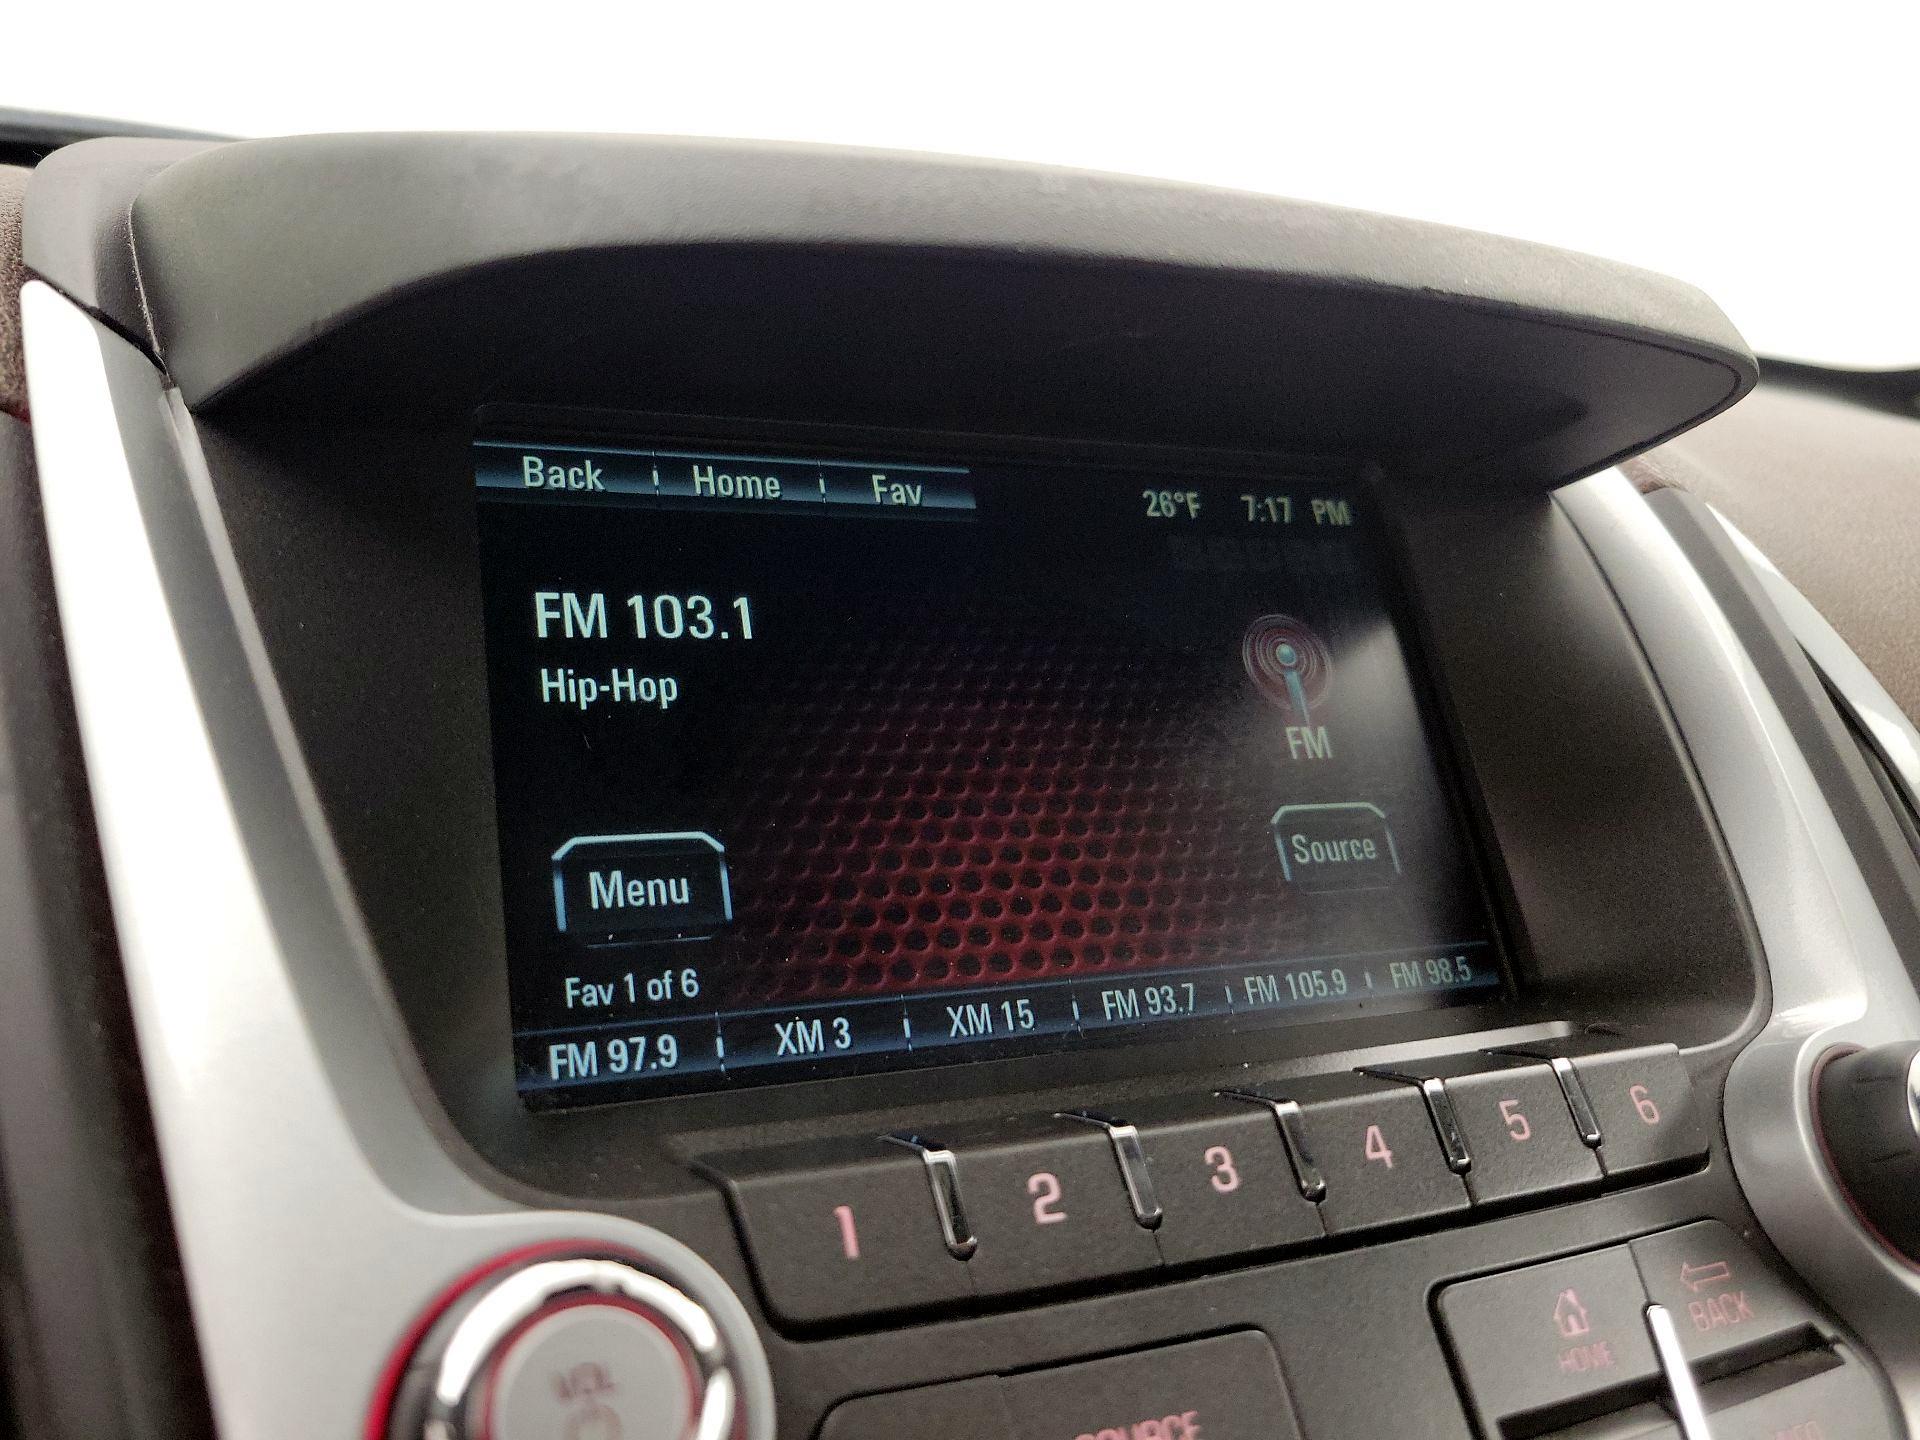 Back Home Fav 26°F 7:17 PM
FM 103.1
Hip-Hop
FM
Menu
Source
Fav 1 of 6
FM 97.9 XM 3 XM 15 FM 93.7 FM 105.9 FM 98.5
1 2 3 4 5 6
BACK
HOME
VOL
SOURCE